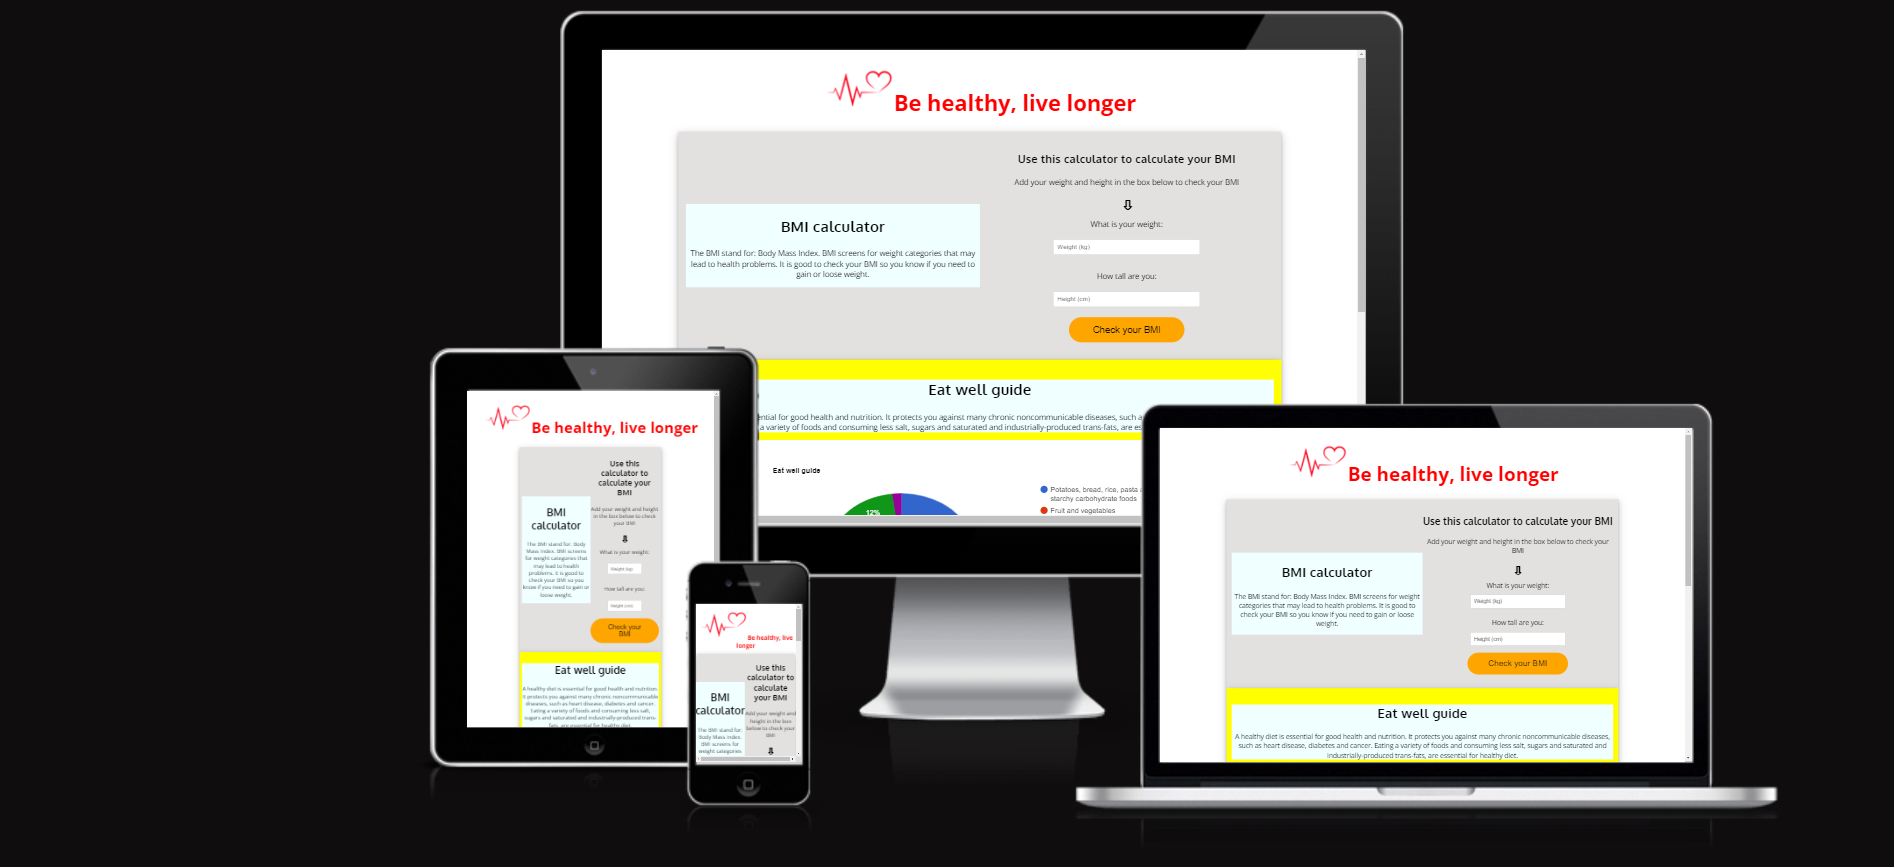 Be healthy, live longer
Use this calculator to calculate your BMI
Add your weight and height in the box below to check your BMI
⇩
What is your weight:
Weight (kg)
How tall are you:
Height (cm)
Check your BMI
BMI calculator
The BMI stand for: Body Mass Index. BMI screens for weight categories that may
lead to health problems. It is good to check your BMI so you know if you need to
gain or loose weight.
Eat well guide
ential for good health and nutrition. It protects you against many chronic noncommunicable diseases, such a
a variety of foods and consuming less salt, sugars and saturated and industrially-produced trans-fats, are es
Eat well guide
12%
Potatoes, bread, rice, pasta
starchy carbohydrate foods
Fruit and vegetables
Be healthy, live longer
Use this
calculator to
calculate your
BMI
Add your weight and height
in the box below to check
your BMI
⇩
What is your weight:
Weight (kg)
How tall are you:
Height (cm)
Check your
BMI
BMI
calculator
The BMI stand for: Body
Mass Index. BMI screens
for weight categories that
may lead to health
problems. It is good to
check your BMI so you
know if you need to gain or
loose weight.
Eat well guide
A healthy diet is essential for good health and nutrition.
It protects you against many chronic noncommunicable
diseases, such as heart disease, diabetes and cancer.
Eating a variety of foods and consuming less salt,
sugars and saturated and industrially-produced trans-
fats, are essential for healthy diet.
Be healthy, live
longer
Use this
calculator to
calculate
your BMI
Add your weight and
height in the box
below to check your
BMI
⇩
BMI
calculator
The BMI stand for:
Body Mass Index.
BMI screens for
weight categories
Be healthy, live longer
Use this calculator to calculate your BMI
Add your weight and height in the box below to check your
BMI
⇩
What is your weight:
Weight (kg)
How tall are you:
Height (cm)
Check your BMI
BMI calculator
The BMI stand for: Body Mass Index. BMI screens for weight
categories that may lead to health problems. It is good to
check your BMI so you know if you need to gain or loose
weight.
Eat well guide
A healthy diet is essential for good health and nutrition. It protects you against many chronic noncommunicable diseases,
such as heart disease, diabetes and cancer. Eating a variety of foods and consuming less salt, sugars and saturated and
industrially-produced trans-fats, are essential for healthy diet.